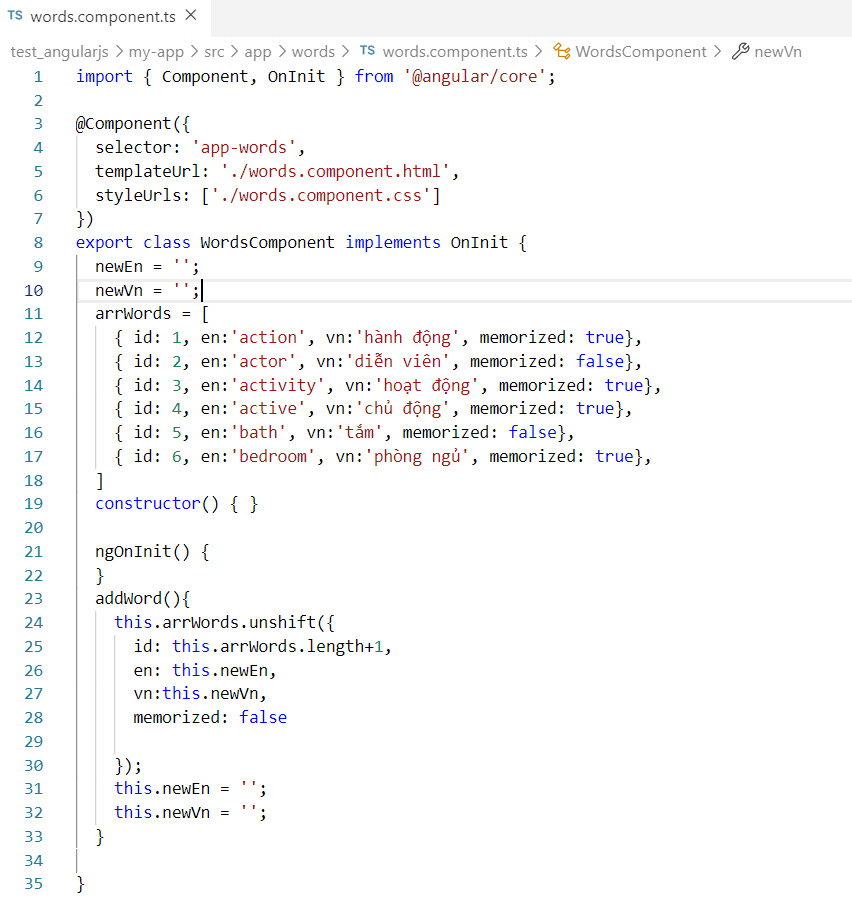 TS words.component.ts ×
test_angularjs > my-app > src > app > words > TS words.component.ts > WordsComponent > newVn
1 import { Component, OnInit } from '@angular/core';
2
3 @Component({
4   selector: 'app-words',
5   templateUrl: './words.component.html',
6   styleUrls: ['./words.component.css']
7 })
8 export class WordsComponent implements OnInit {
9   newEn = '';
10   newVn = '';
11   arrWords = [
12     { id: 1, en:'action', vn:'hành động', memorized: true},
13     { id: 2, en:'actor', vn:'diễn viên', memorized: false},
14     { id: 3, en:'activity', vn:'hoạt động', memorized: true},
15     { id: 4, en:'active', vn:'chủ động', memorized: true},
16     { id: 5, en:'bath', vn:'tắm', memorized: false},
17     { id: 6, en:'bedroom', vn:'phòng ngủ', memorized: true},
18   ]
19   constructor() { }
20
21   ngOnInit() {
22   }
23   addWord(){
24     this.arrWords.unshift({
25       id: this.arrWords.length+1,
26       en: this.newEn,
27       vn:this.newVn,
28       memorized: false
29
30     });
31     this.newEn = '';
32     this.newVn = '';
33   }
34
35 }